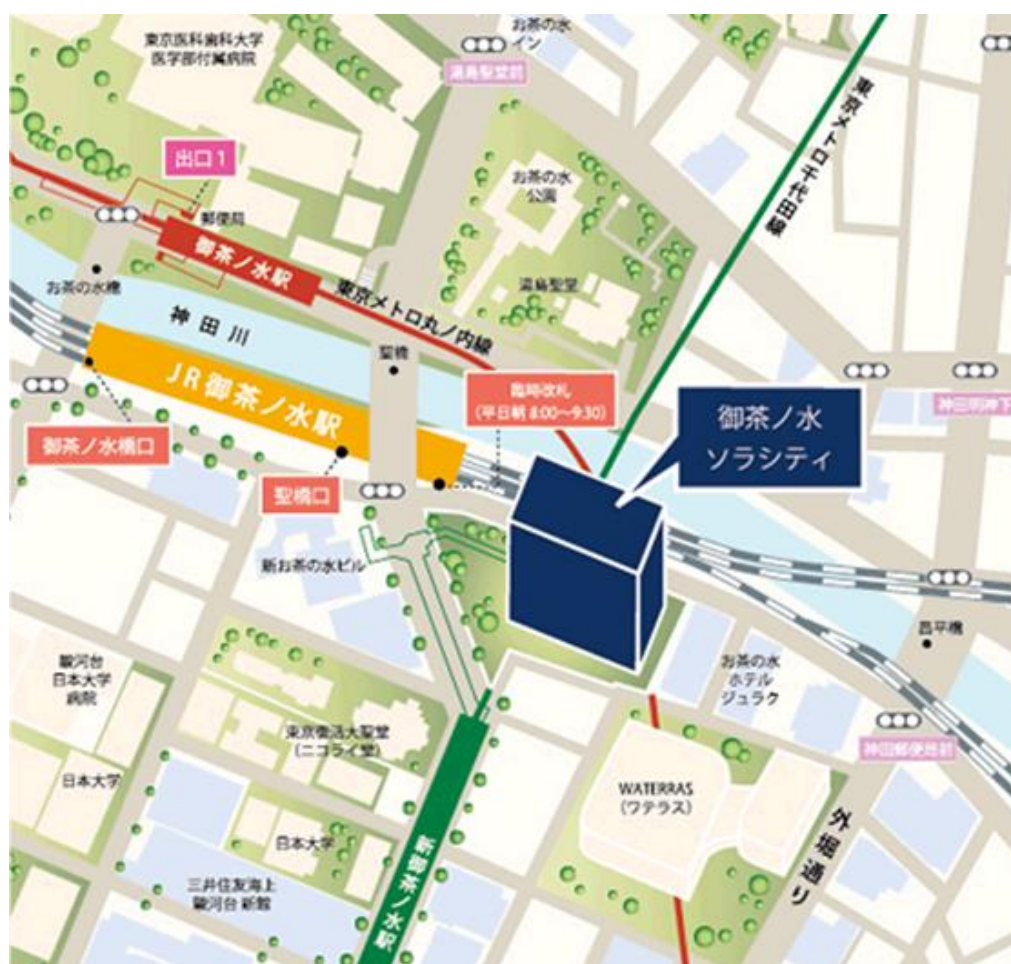 東京医科歯科大学
医学部付属病院
お茶の水
イン
湯島聖堂前
出口1
郵便局
御茶ノ水駅
お茶の水橋
東京メトロ丸ノ内線
東京メトロ千代田線
お茶の水
公園
湯島聖堂
神田川
聖橋
JR御茶ノ水駅
臨時改札
(平日朝 8:00～9:30)
御茶ノ水
ソラシティ
神田明神下
御茶ノ水橋口
聖橋口
新お茶の水ビル
昌平橋
駿河台
日本大学
病院
お茶の水
ホテル
ジュラク
東京復活大聖堂
(ニコライ堂)
神田郵便局前
日本大学
WATERRAS
(ワテラス)
日本大学
外堀通り
三井住友海上
駿河台新館
新御茶ノ水駅